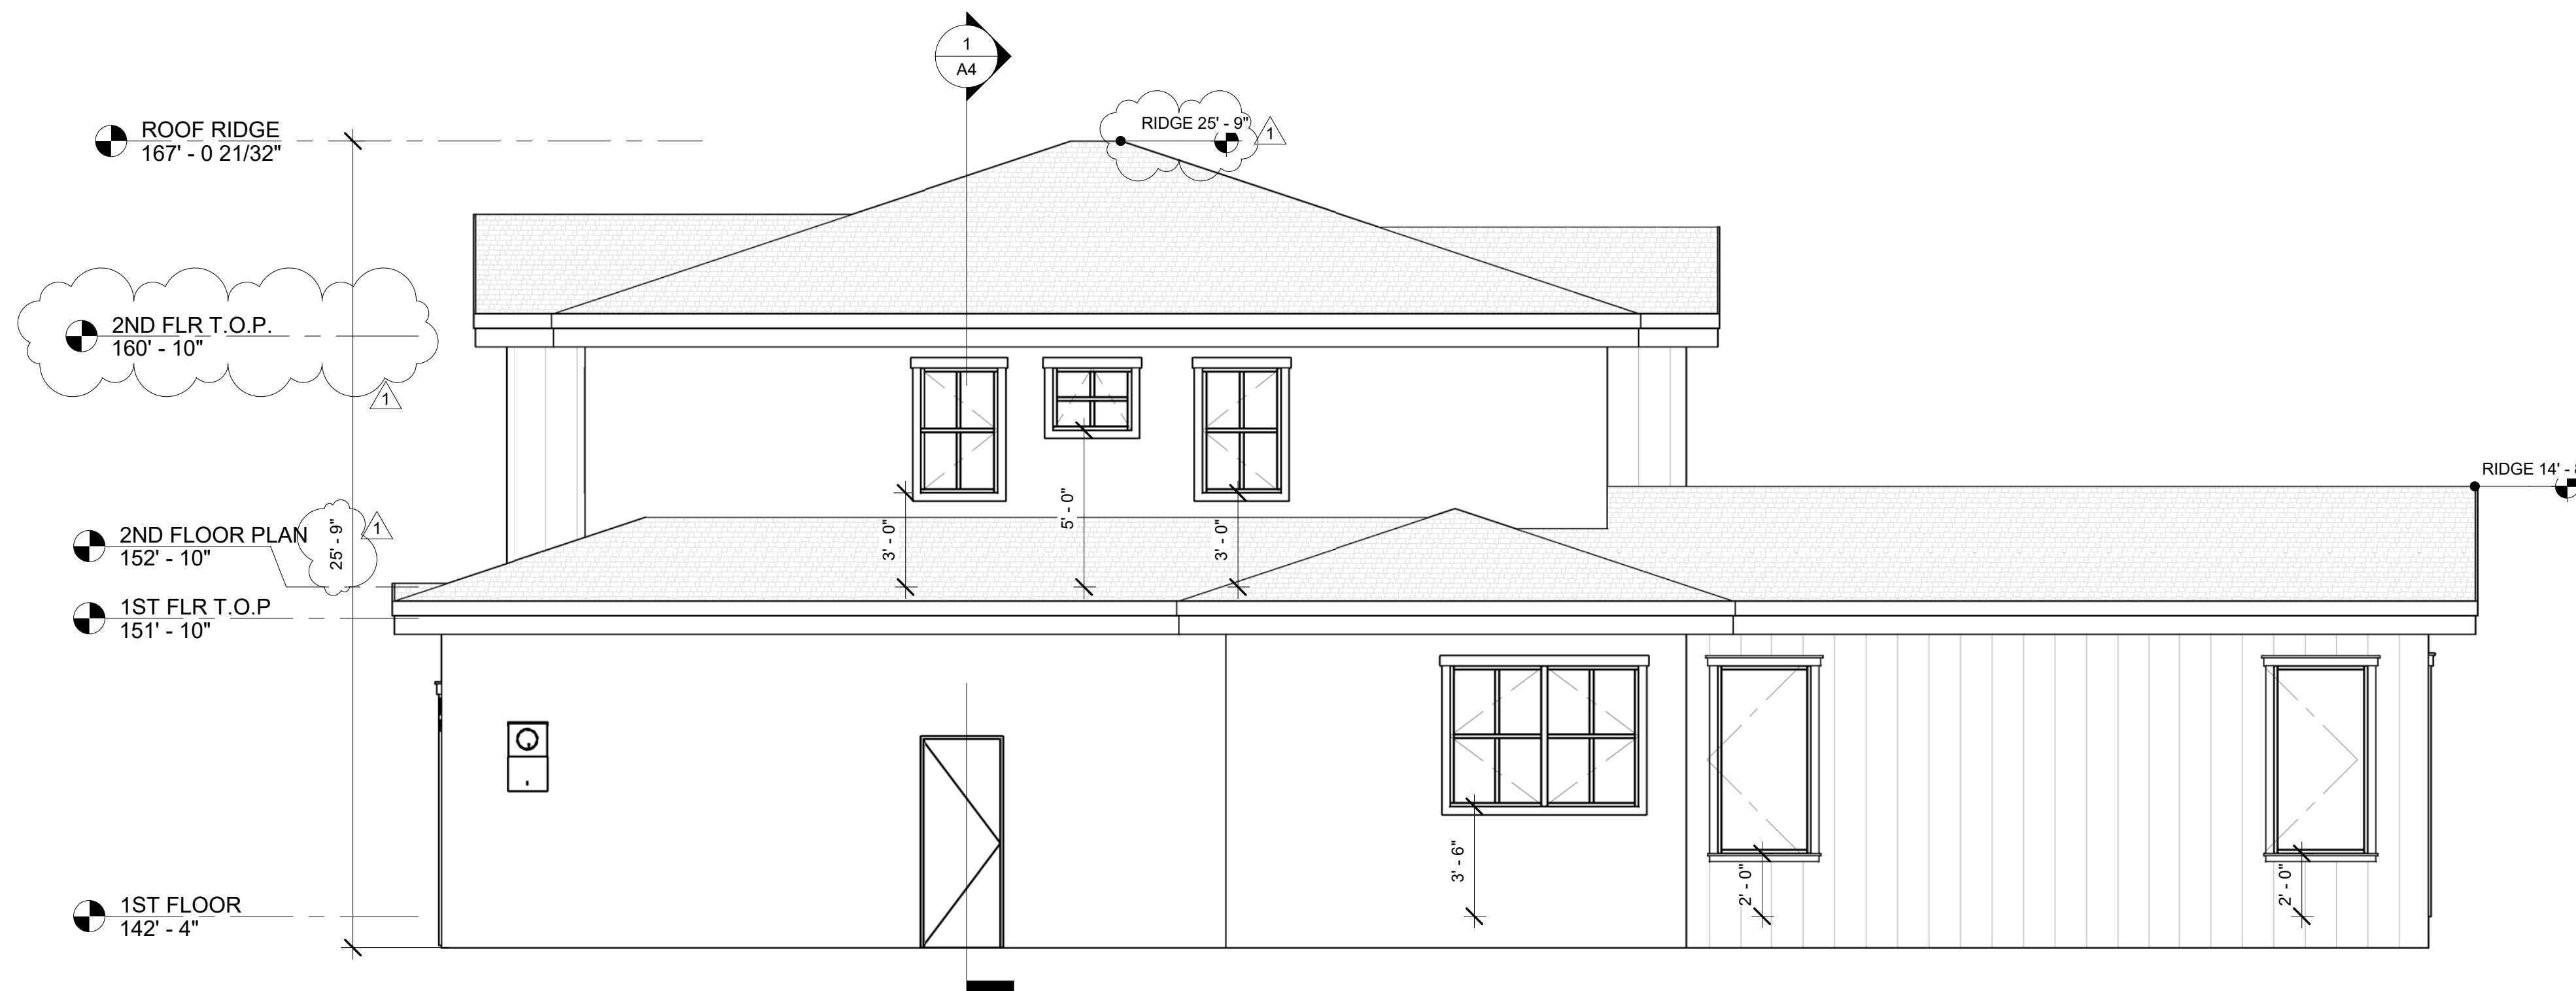 1
A4
ROOF RIDGE
167' - 0 21/32"
RIDGE 25' - 9"
1
2ND FLR T.O.P.
160' - 10"
1
RIDGE 14' -
2ND FLOOR PLAN
152' - 10"
25' - 9"
1
3' - 0"
5' - 0"
3' - 0"
1ST FLR T.O.P
151' - 10"
3' - 6"
2' - 0"
2' - 0"
1ST FLOOR
142' - 4"